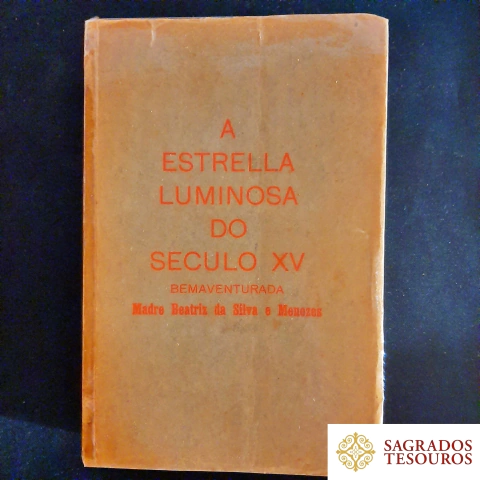 A
ESTRELLA
LUMINOSA
DO
SECULO XV
BEMAVENTURADA
Madre Beatriz da Silva e Menezes
SAGRADOS
TESOUROS